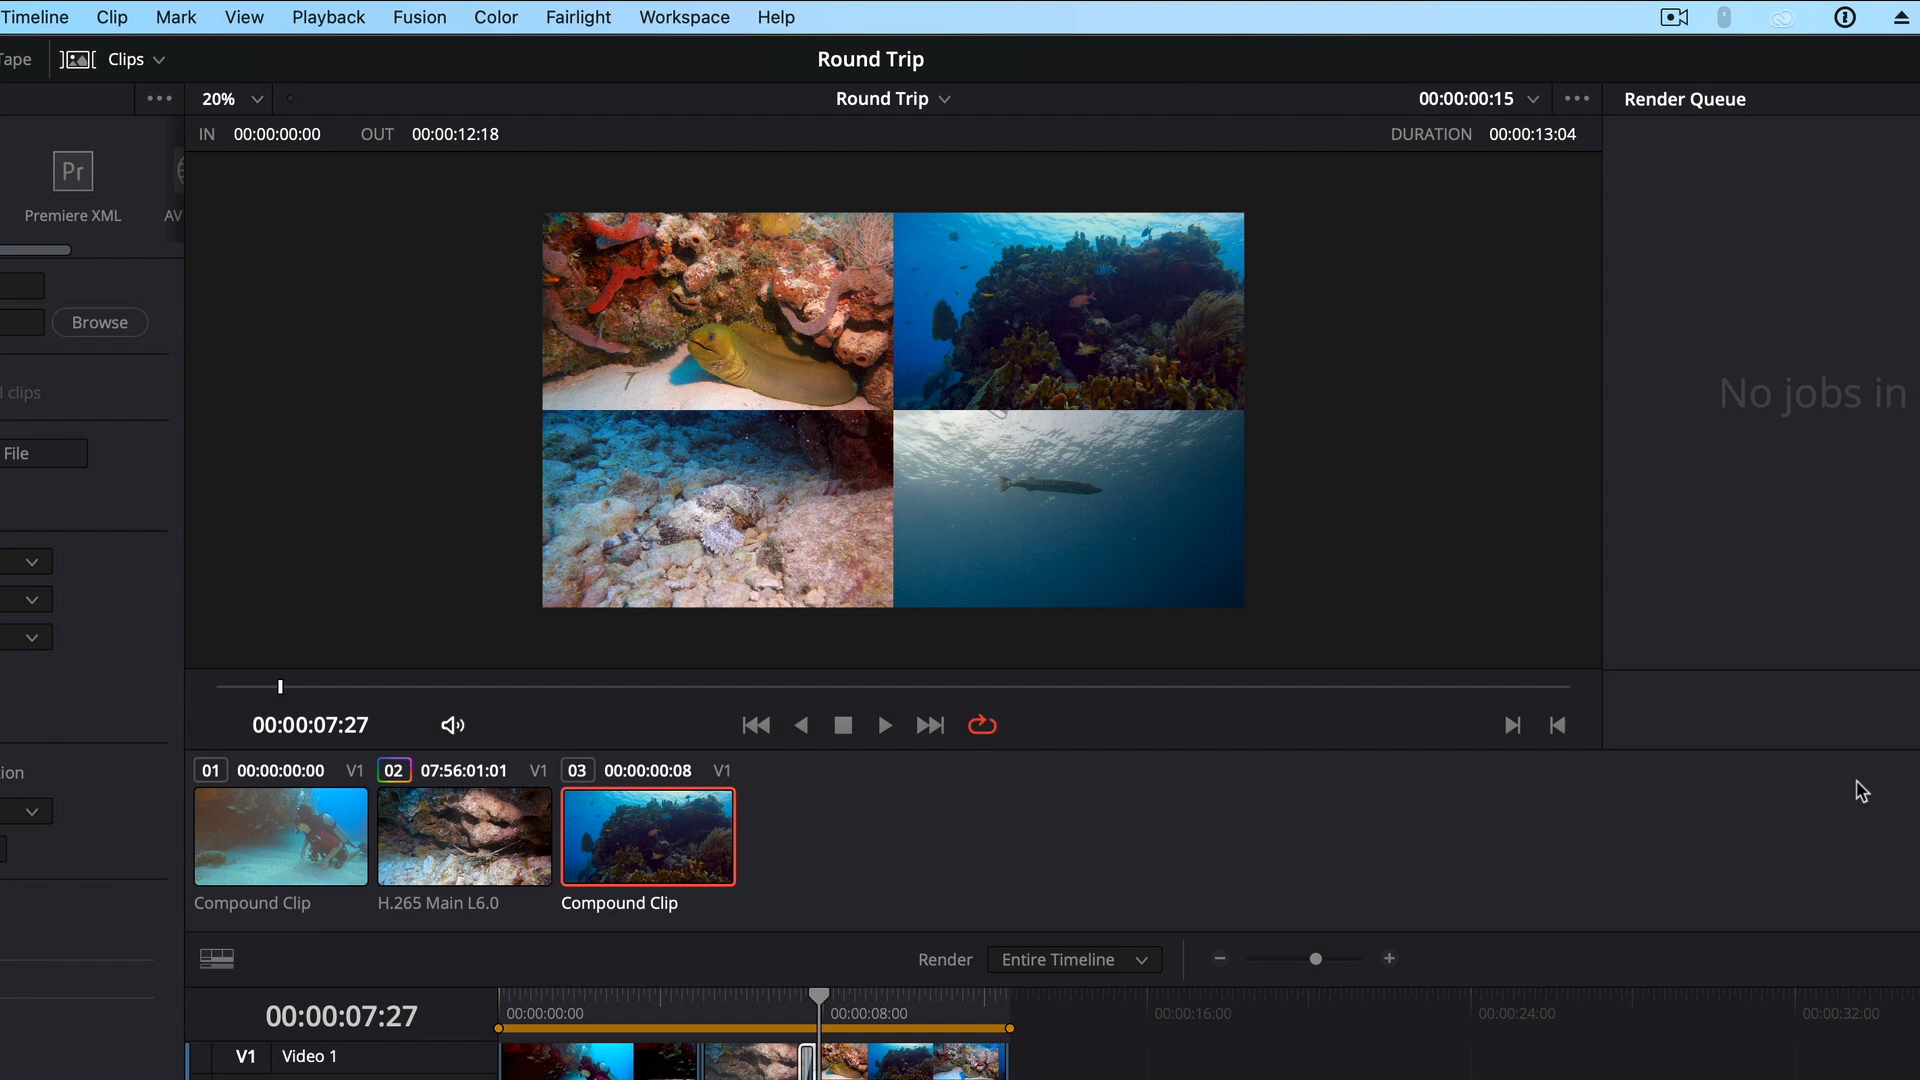 Timeline Clip Mark View Playback Fusion Color Fairlight Workspace Help
Tape Clips Round Trip
20% Round Trip 00:00:00:15 Render Queue
IN 00:00:00:00 OUT 00:00:12:18 DURATION 00:00:13:04
Pr
Premiere XML AV
Browse
l clips
No jobs in
File
00:00:07:27
01 00:00:00:00 V1 02 07:56:01:01 V1 03 00:00:00:08 V1
ion
Compound Clip H.265 Main L6.0 Compound Clip
Render Entire Timeline
00:00:07:27 00:00:00:00 00:00:08:00 00:00:16:00 00:00:24:00 00:00:32:00
V1 Video 1